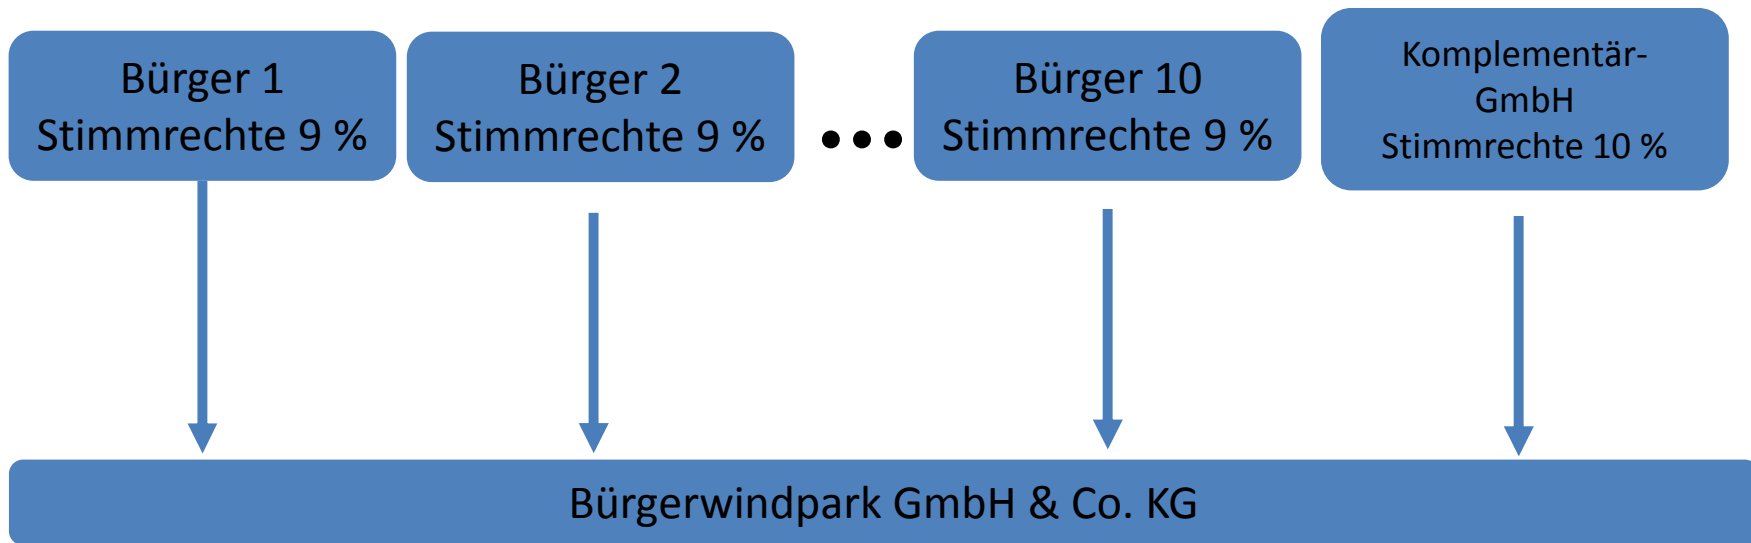 Bürger 1
Stimmrechte 9 %
Bürger 2
Stimmrechte 9 %
•••
Bürger 10
Stimmrechte 9 %
Komplementär-
GmbH
Stimmrechte 10 %
Bürgerwindpark GmbH & Co. KG